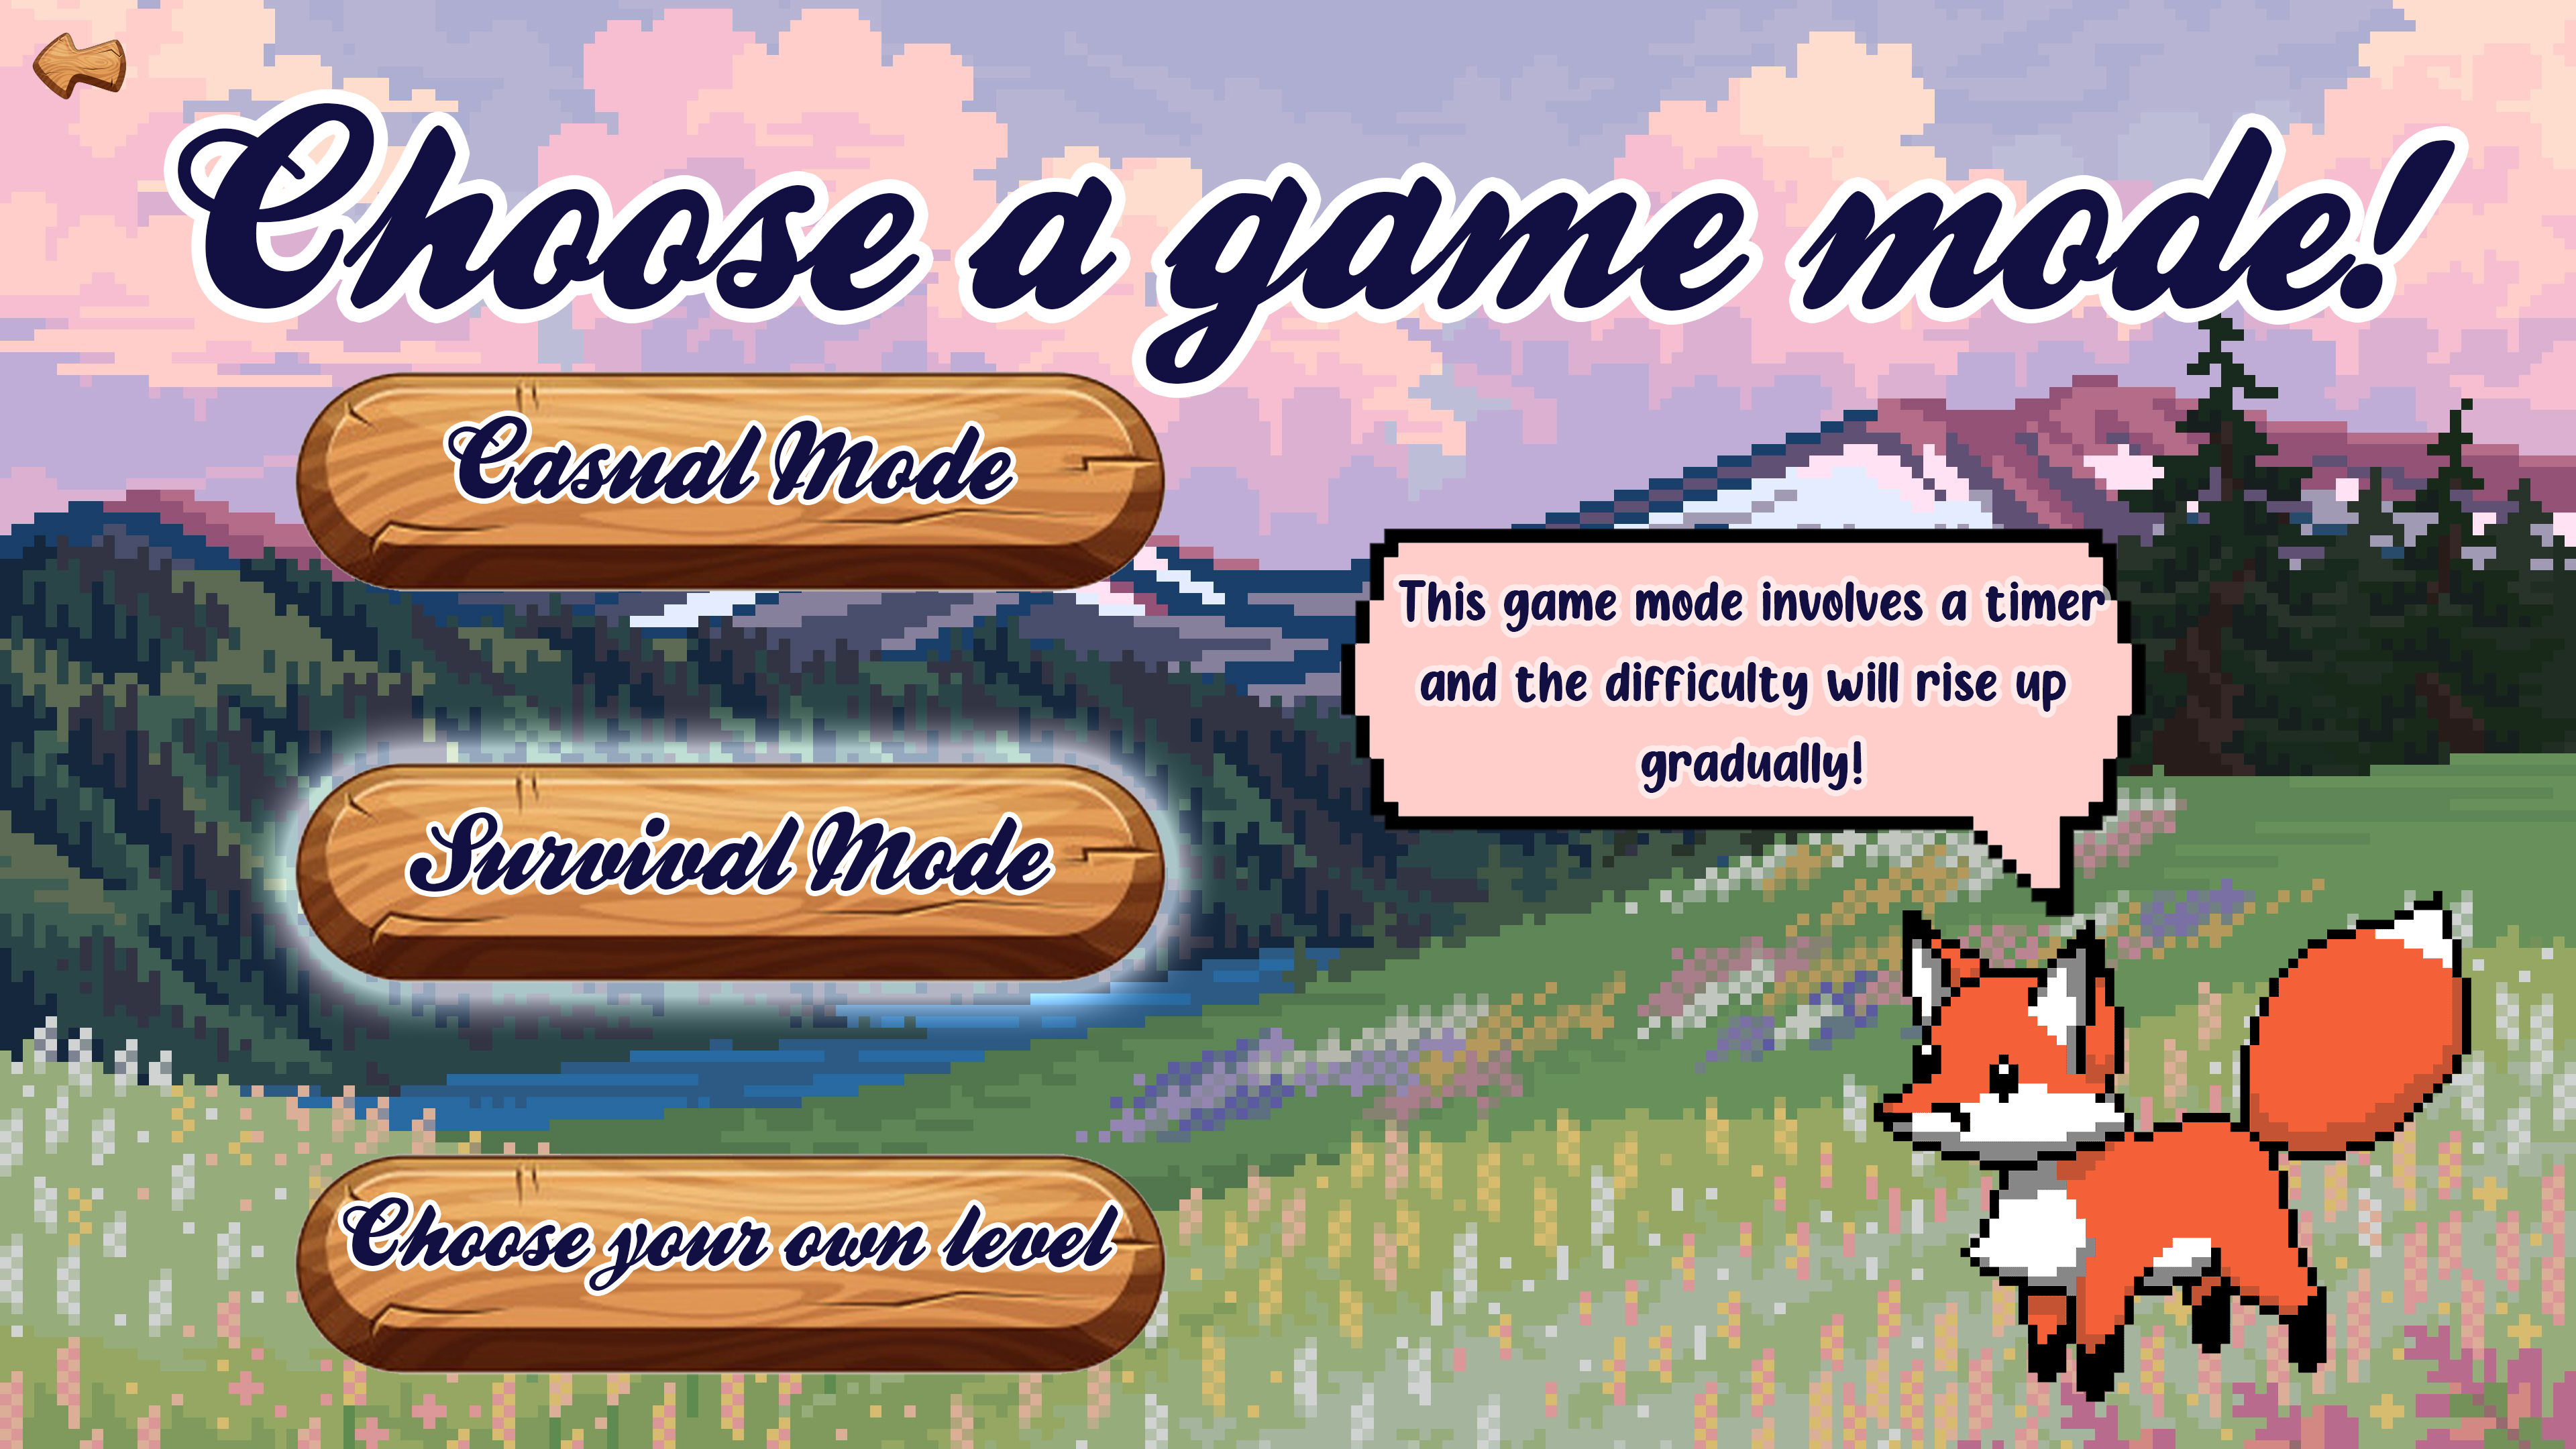 Choose a game mode!
Casual Mode
This game mode involves a timer
and the difficulty will rise up
gradually!
Survival Mode
Choose your own level